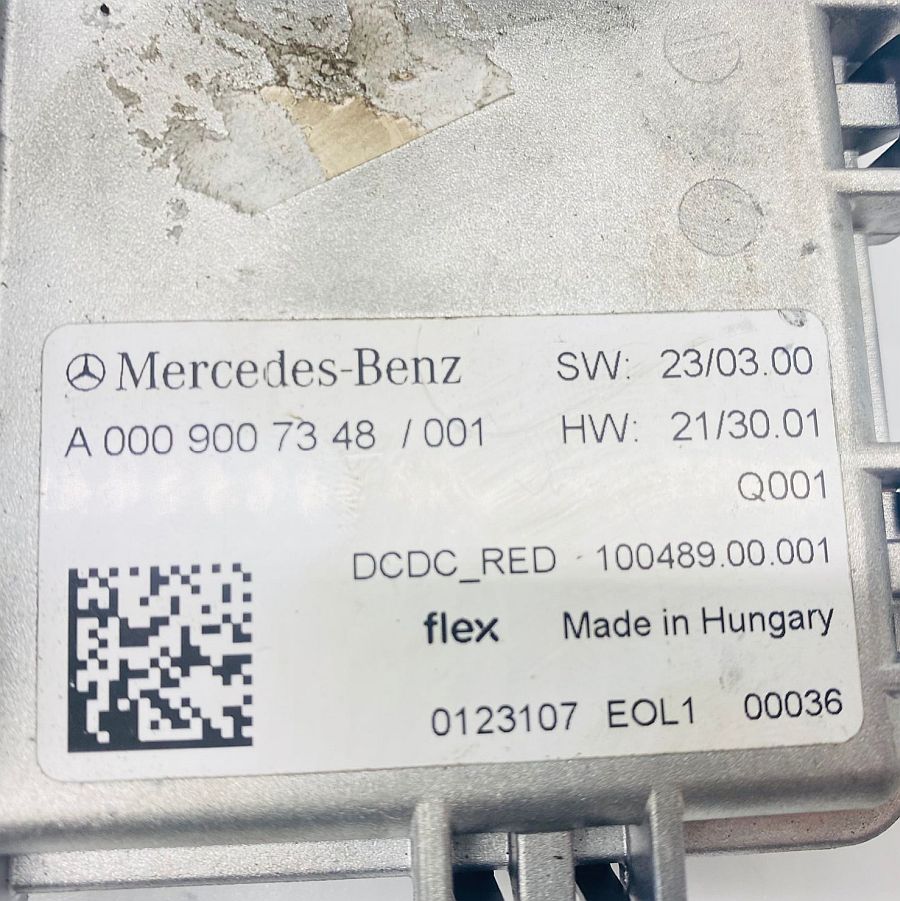 Mercedes-Benz SW: 23/03.00
A 000 900 73 48 / 001 HW: 21/30.01
Q001
DCDC_RED - 100489.00.001
flex Made in Hungary
0123107 EOL1 00036